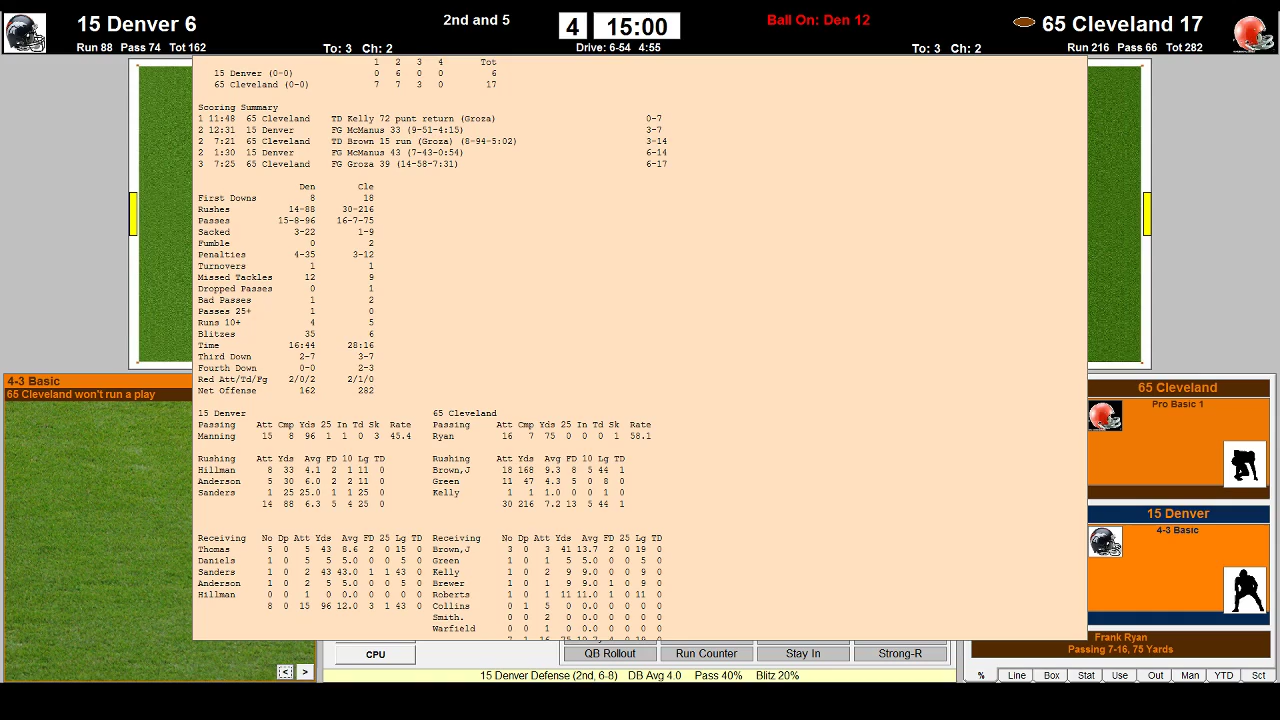 15 Denver 6
2nd and 5
4
15:00
Ball On: Den 12
65 Cleveland 17
Run 88 Pass 74 Tot 162
To: 3 Ch: 2
Drive: 6-54 4:55
To: 3 Ch: 2
Run 216 Pass 66 Tot 282
1 2 3 4 Tot
15 Denver (0-0) 0 6 0 0 6
65 Cleveland (0-0) 7 7 3 0 17
Scoring Summary
1 11:48 65 Cleveland TD Kelly 72 punt return (Groza) 0-7
2 12:31 15 Denver FG McManus 33 (9-51-4:15) 3-7
2 7:21 65 Cleveland TD Brown 15 run (Groza) (8-94-5:02) 3-14
2 1:30 15 Denver FG McManus 43 (7-43-0:54) 6-14
3 7:25 65 Cleveland FG Groza 39 (14-58-7:31) 6-17
Den Cle
First Downs 8 18
Rushes 14-88 30-216
Passes 15-8-96 16-7-75
Sacked 3-22 1-9
Fumble 0 2
Penalties 4-35 3-12
Turnovers 1 1
Missed Tackles 12 9
Dropped Passes 0 1
Bad Passes 1 2
Passes 25+ 1 0
Runs 10+ 4 5
Blitzes 35 6
Time 16:44 28:16
Third Down 2-7 3-7
Fourth Down 0-0 2-3
Red Att/Td/Fg 2/0/2 2/1/0
Net Offense 162 282
15 Denver 65 Cleveland
Passing Att Cmp Yds 25 In Td Sk Rate Passing Att Cmp Yds 25 In Td Sk Rate
Manning 15 8 96 1 1 0 3 45.4 Ryan 16 7 75 0 0 0 1 58.1
Rushing Att Yds Avg FD 10 Lg TD Rushing Att Yds Avg FD 10 Lg TD
Hillman 8 33 4.1 2 1 11 0 Brown,J 18 168 9.3 8 5 44 1
Anderson 5 30 6.0 2 2 11 0 Green 11 47 4.3 5 0 8 0
Sanders 1 25 25.0 1 1 25 0 Kelly 1 1 1.0 0 0 1 0
14 88 6.3 5 4 25 0 30 216 7.2 13 5 44 1
Receiving No Dp Att Yds Avg FD 25 Lg TD Receiving No Dp Att Yds Avg FD 25 Lg TD
Thomas 5 0 5 43 8.6 2 0 15 0 Brown,J 3 0 3 41 13.7 2 0 19 0
Daniels 1 0 5 5 5.0 0 0 5 0 Green 1 0 1 5 5.0 0 0 5 0
Sanders 1 0 2 43 43.0 1 1 43 0 Kelly 1 0 2 9 9.0 0 0 9 0
Anderson 1 0 2 5 5.0 0 0 5 0 Brewer 1 0 1 9 9.0 1 0 9 0
Hillman 0 0 1 0 0.0 0 0 0 0 Roberts 1 0 1 11 11.0 1 0 11 0
8 0 15 96 12.0 3 1 43 0 Collins 0 1 5 0 0.0 0 0 0 0
Smith. 0 0 2 0 0.0 0 0 0 0
Warfield 0 0 1 0 0.0 0 0 0 0
7 1 16 75 10.7 4 0 19 0
4-3 Basic
65 Cleveland won't run a play
65 Cleveland
Pro Basic 1
15 Denver
4-3 Basic
Frank Ryan
Passing 7-16, 75 Yards
CPU
QB Rollout Run Counter Stay In Strong-R
< >
15 Denver Defense (2nd, 6-8) DB Avg 4.0 Pass 40% Blitz 20%
% Line Box Stat Use Out Man YTD Sct